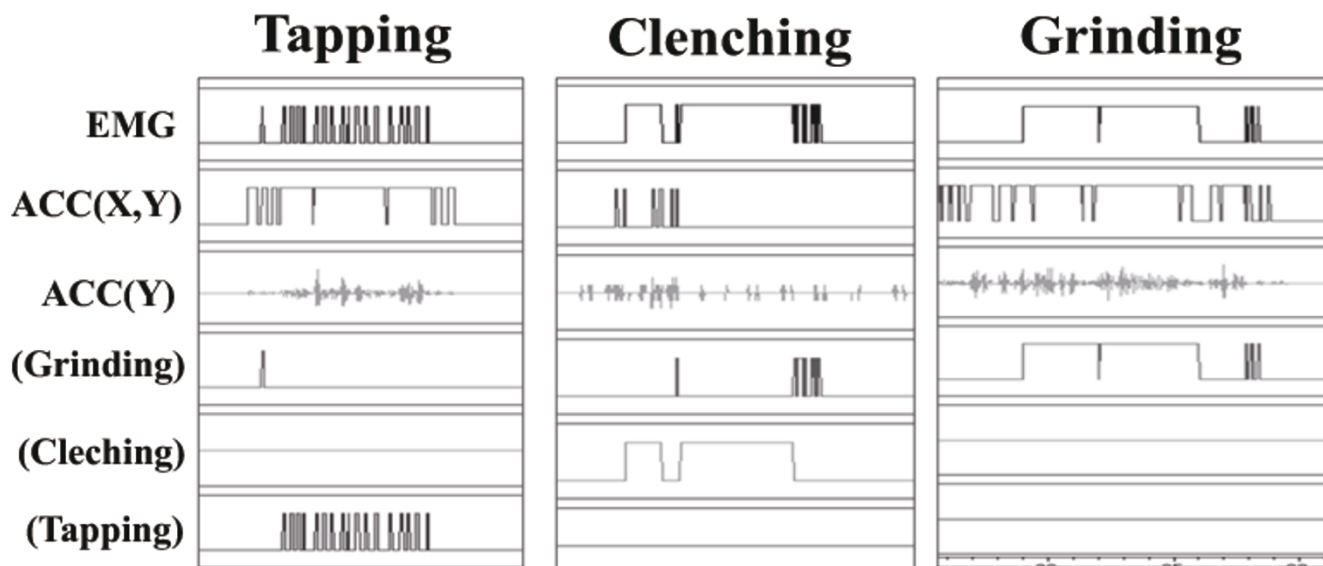 Tapping Clenching Grinding
EMG
ACC(X,Y)
ACC(Y)
(Grinding)
(Cleching)
(Tapping)